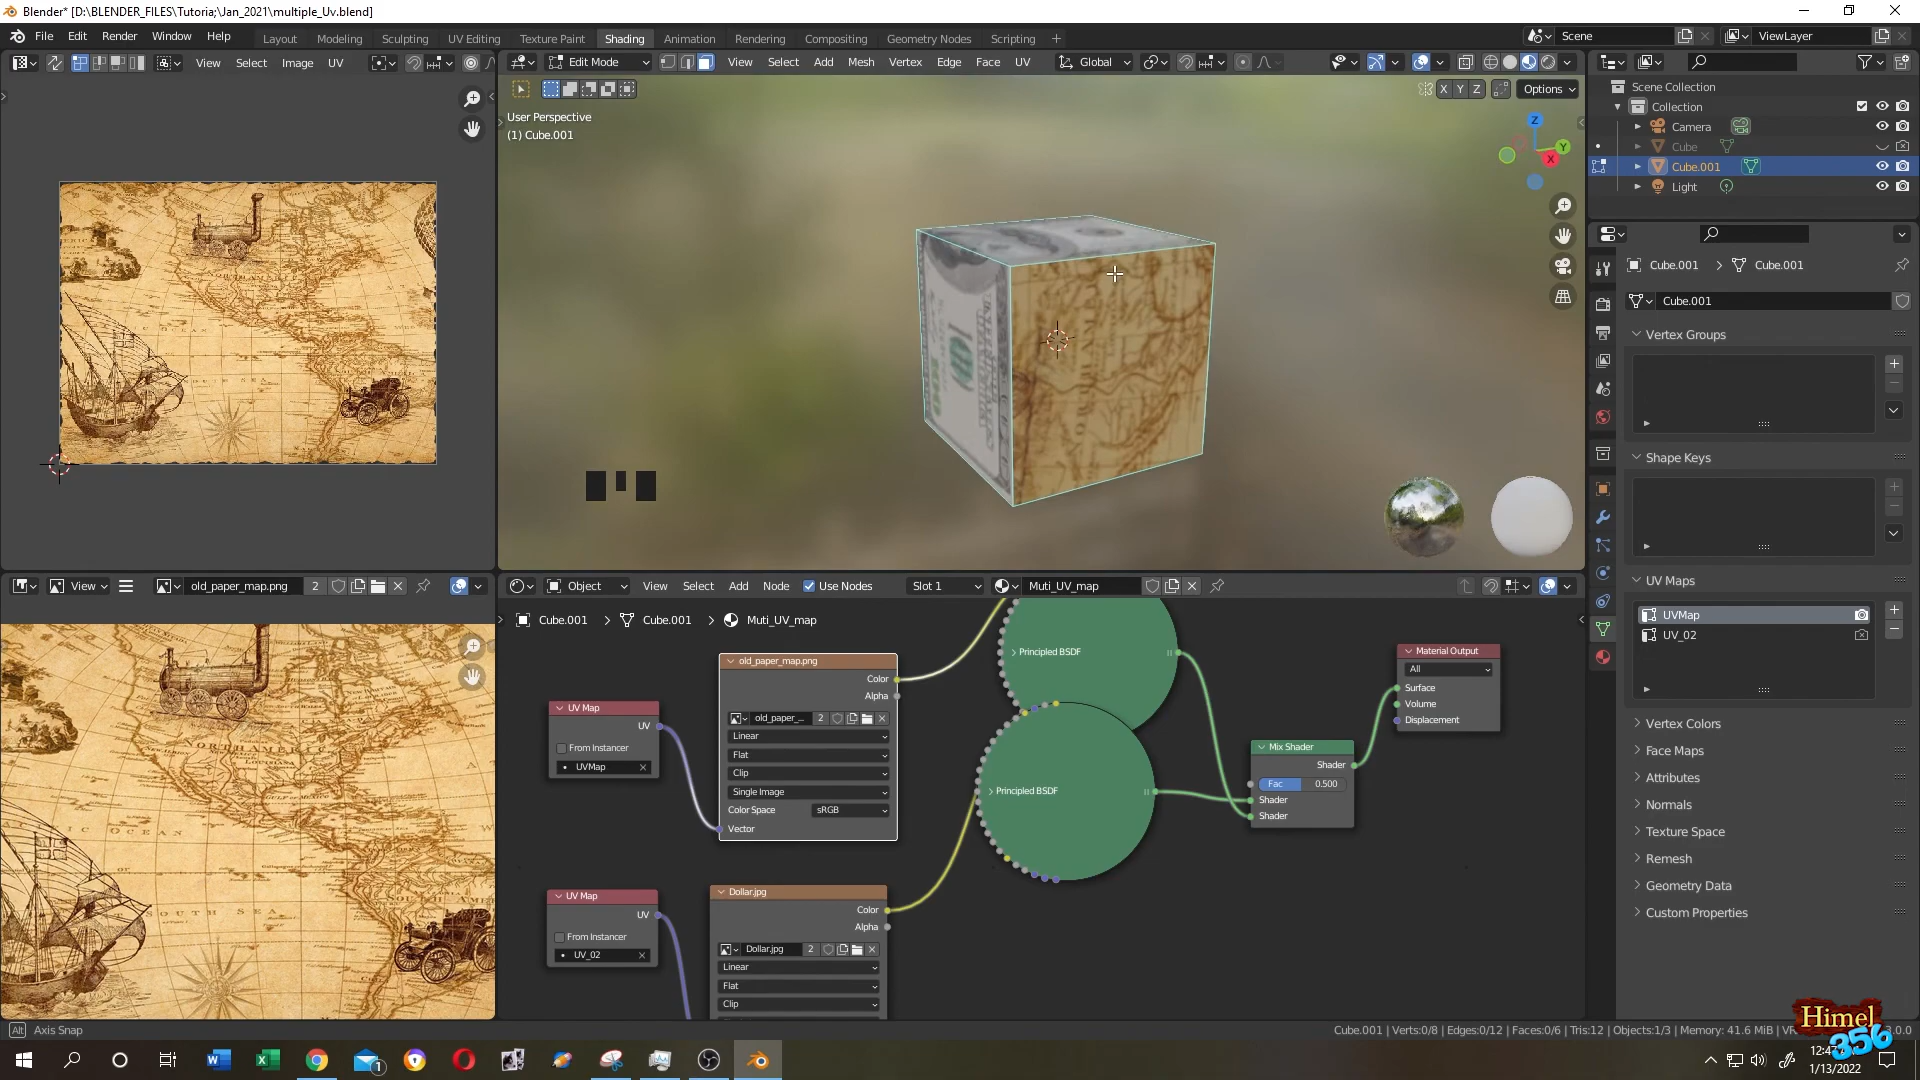 Blender* [D:\BLENDER_FILES\Tutoria;\Jan_2021\multiple_Uv.blend]
File Edit Render Window Help
Layout Modeling Sculpting UV Editing Texture Paint Shading Animation Rendering Compositing Geometry Nodes Scripting
Scene
ViewLayer
View Select Image UV
Edit Mode
View Select Add Mesh Vertex Edge Face UV
Global
X Y Z
Options
User Perspective
(1) Cube.001
Z
Y
X
Scene Collection
Collection
Camera
Cube
Cube.001
Light
Cube.001 > Cube.001
Cube.001
Vertex Groups
Shape Keys
UV Maps
UVMap
UV_02
Vertex Colors
Face Maps
Attributes
Normals
Texture Space
Remesh
Geometry Data
Custom Properties
View
old_paper_map.png 2
Object
View Select Add Node Use Nodes
Slot 1
Muti_UV_map
Cube.001 > Cube.001 > Muti_UV_map
UV Map
UV
From Instancer
UVMap
old_paper_map.png
Color
Alpha
old_paper_... 2
Linear
Flat
Clip
Single Image
Color Space sRGB
Vector
Principled BSDF
Principled BSDF
Mix Shader
Shader
Fac 0.500
Shader
Shader
Material Output
All
Surface
Volume
Displacement
UV Map
UV
From Instancer
UV_02
Dollar.jpg
Color
Alpha
Dollar.jpg 2
Linear
Flat
Clip
SOUTH SEA
Alt Axis Snap
Cube.001 | Verts:0/8 | Edges:0/12 | Faces:0/6 | Tris:12 | Objects:1/3 | Memory: 41.6 MiB
Himel
356
1/13/2022